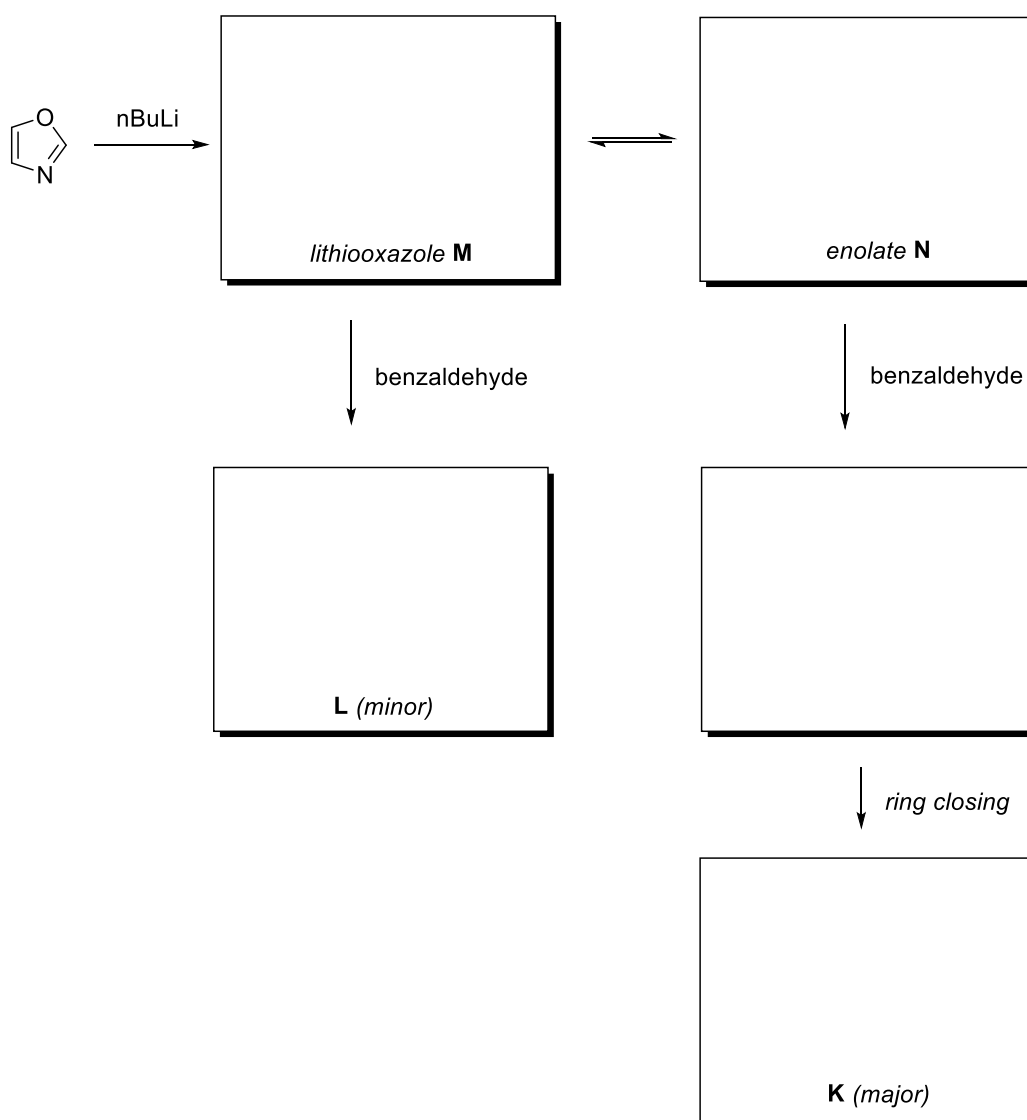 O
N
nBuLi
lithiooxazole M
enolate N
benzaldehyde
benzaldehyde
L (minor)
ring closing
K (major)